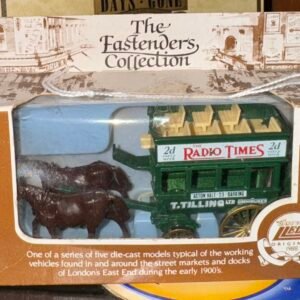 DAYS GONE
The
Eastenders
Collection
2d
RADIO TIMES
2d
T.TILLING LTD
One of a series of five die-cast models typical of the working
vehicles found in and around the street markets and docks
of London's East End during the early 1900's.